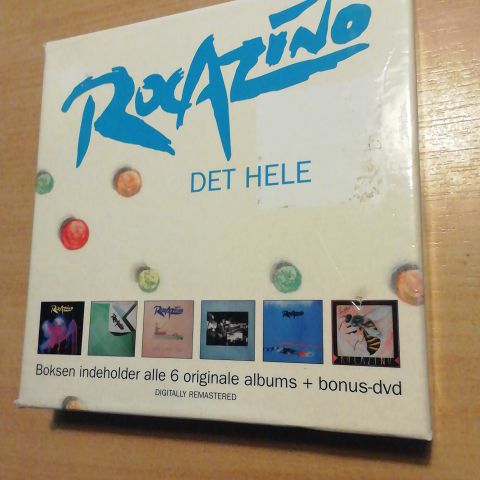 ROCAZINO
DET HELE
Boksen indeholder alle 6 originale albums + bonus-dvd
DIGITALLY REMASTERED